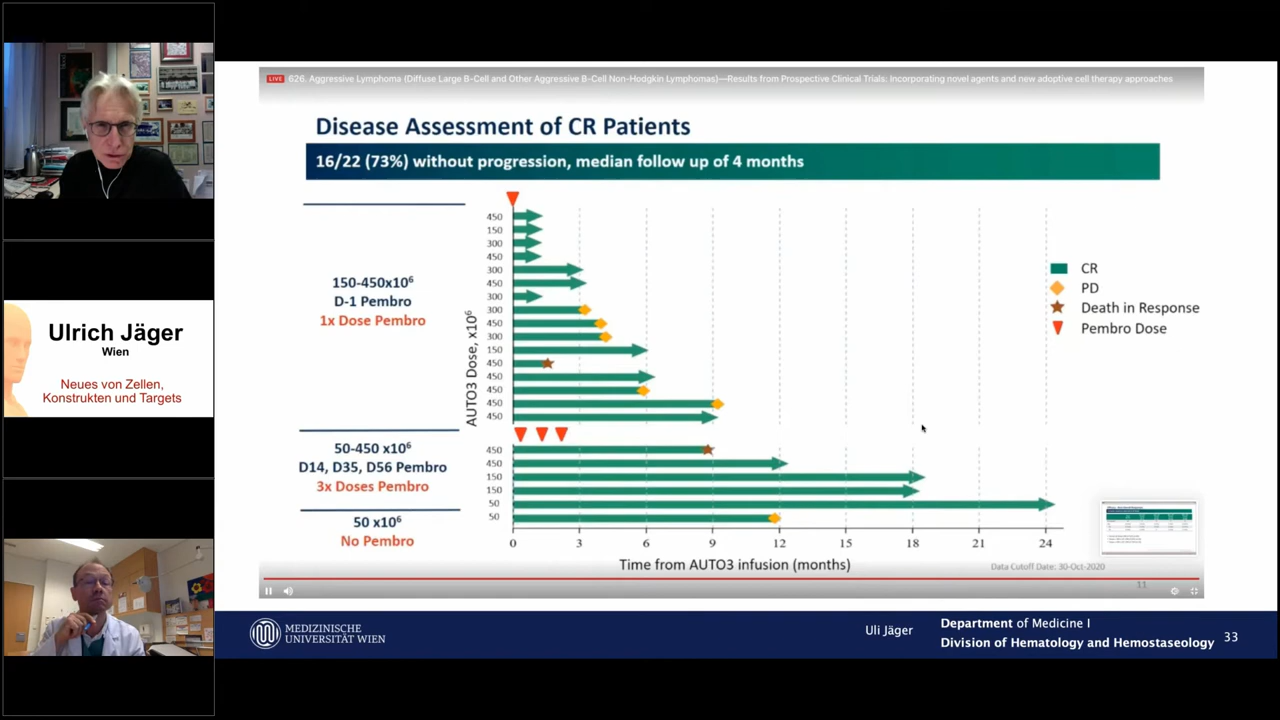 LIVE 626. Aggressive Lymphoma (Diffuse Large B-Cell and Other Aggressive B-Cell Non-Hodgkin Lymphomas)—Results from Prospective Clinical Trials: Incorporating novel agents and new adoptive cell therapy approaches
Disease Assessment of CR Patients
16/22 (73%) without progression, median follow up of 4 months
150-450x10⁶
D-1 Pembro
1x Dose Pembro
50-450 x10⁶
D14, D35, D56 Pembro
3x Doses Pembro
50 x10⁶
No Pembro
AUTO3 Dose, x10⁶
450
150
300
450
300
450
300
300
450
300
150
450
450
450
450
450
450
450
150
150
50
50
0 3 6 9 12 15 18 21 24
Time from AUTO3 infusion (months)
CR
PD
Death in Response
Pembro Dose
Data Cutoff Date: 30-Oct-2020
11
Ulrich Jäger
Wien
Neues von Zellen,
Konstrukten und Targets
MEDIZINISCHE
UNIVERSITÄT WIEN
Uli Jäger
Department of Medicine I
Division of Hematology and Hemostaseology
33